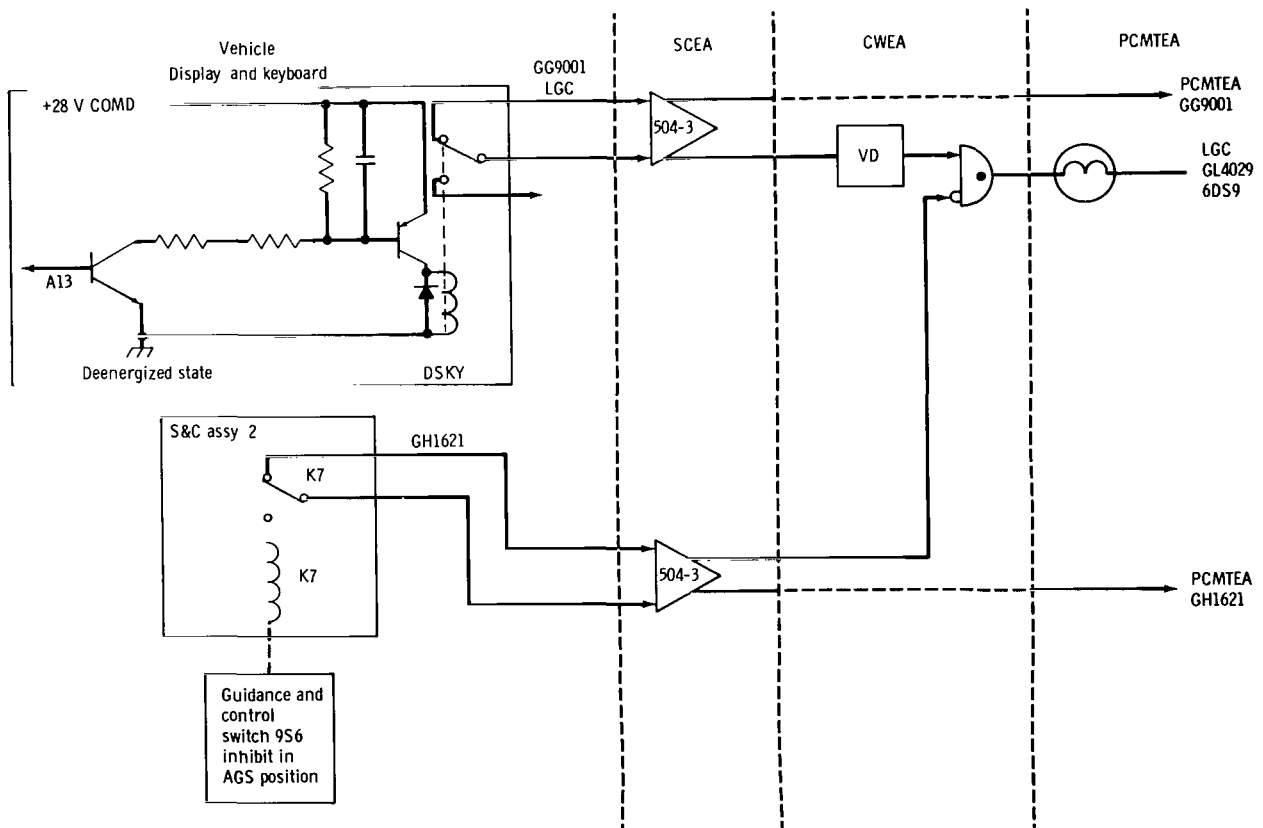 Vehicle
Display and keyboard
SCEA
CWEA
PCMTEA
+28 V COMD
GG9001
LGC
504-3
VD
PCMTEA
GG9001
LGC
GL4029
6DS9
A13
Deenergized state
DSKY
S&C assy 2
K7
GH1621
K7
504-3
PCMTEA
GH1621
Guidance and
control
switch 9S6
inhibit in
AGS position